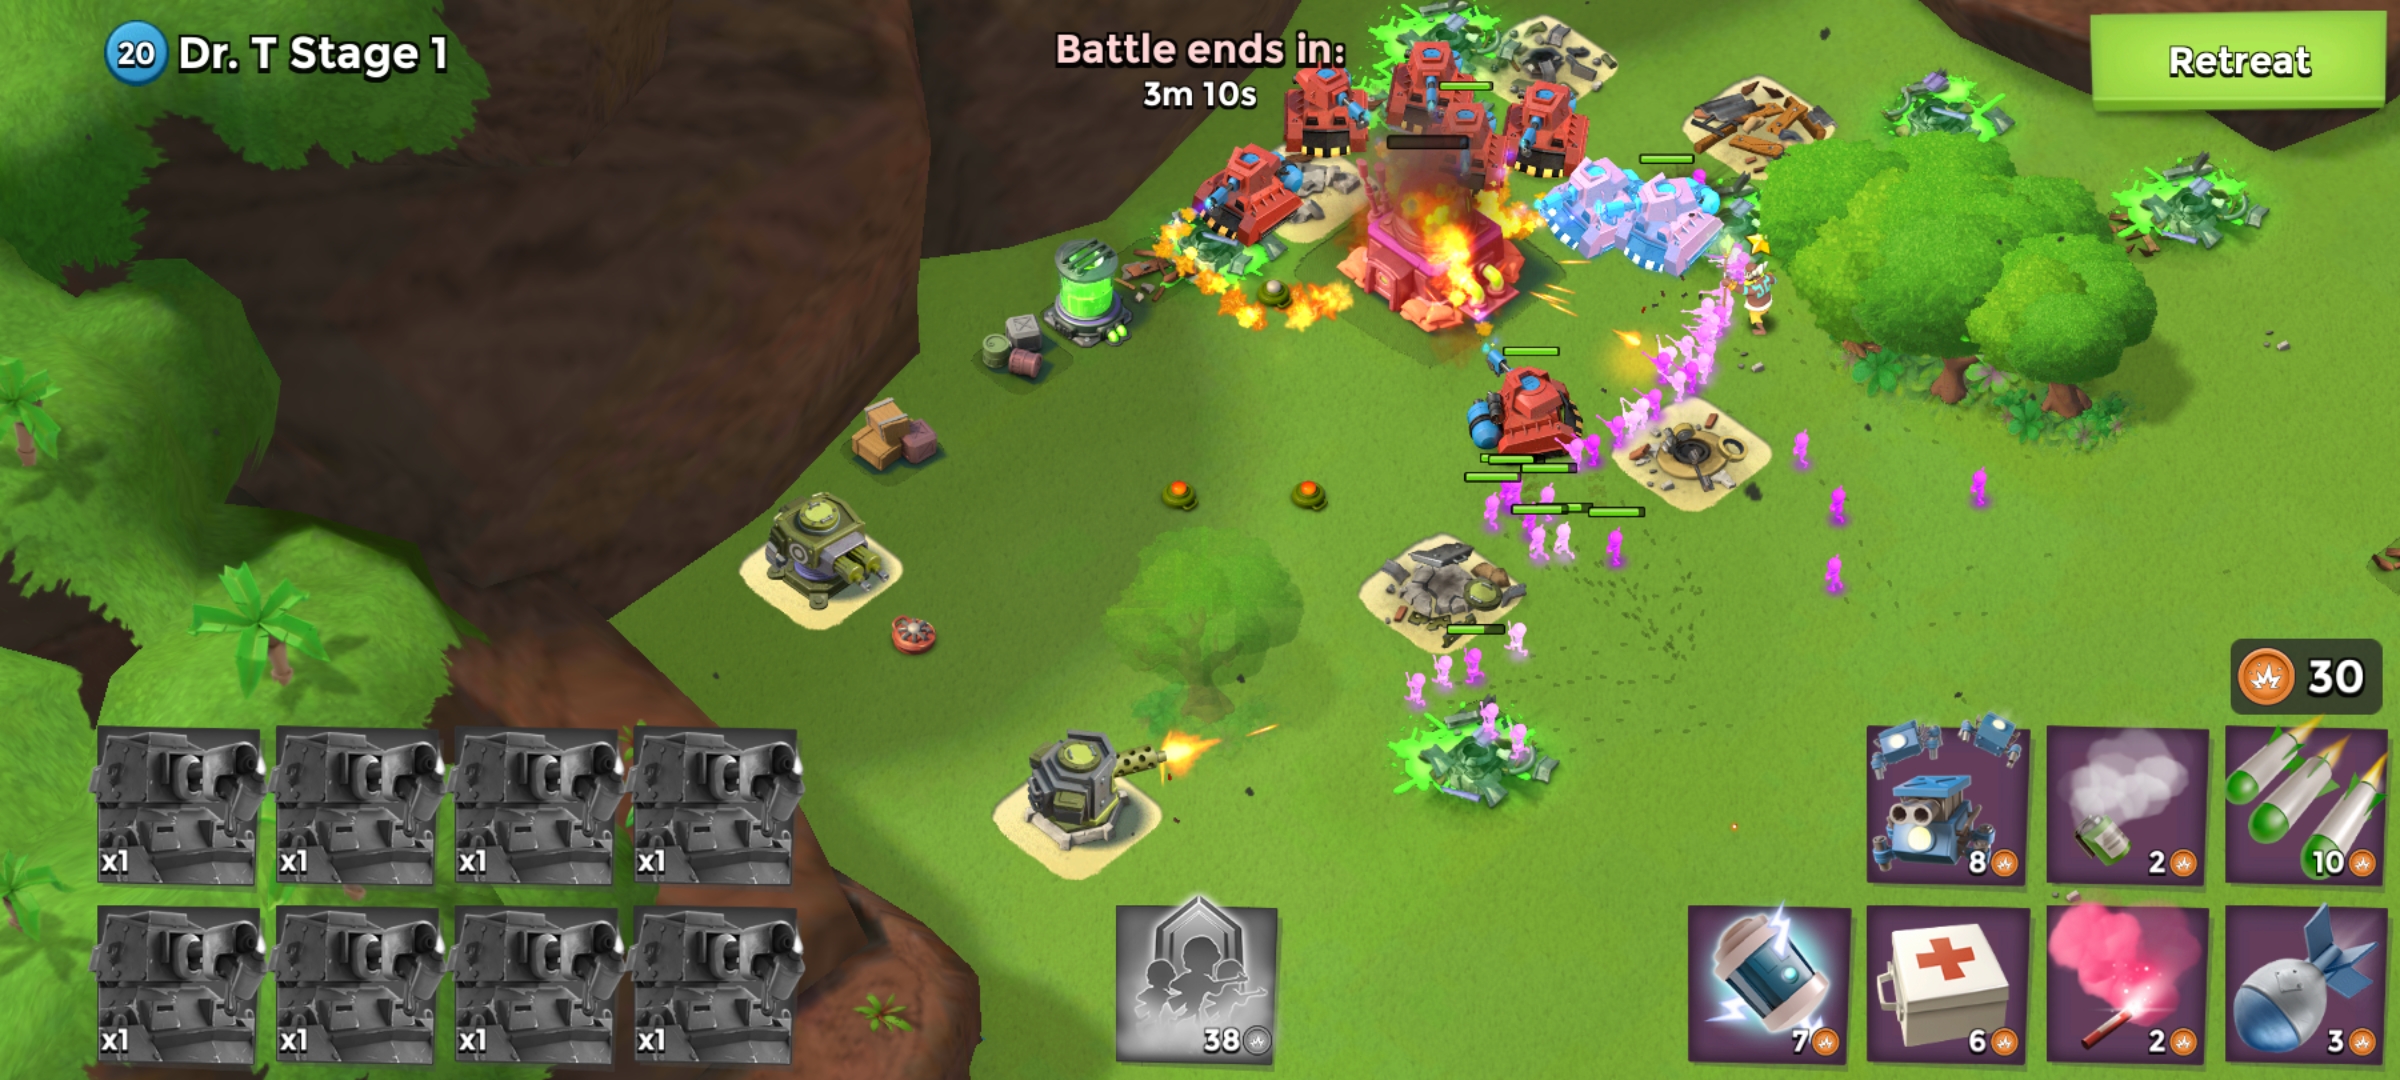 20 Dr. T Stage 1
Battle ends in:
3m 10s
Retreat
30
x1 x1 x1 x1
8 2 10
x1 x1 x1 x1
38
7 6 2 3